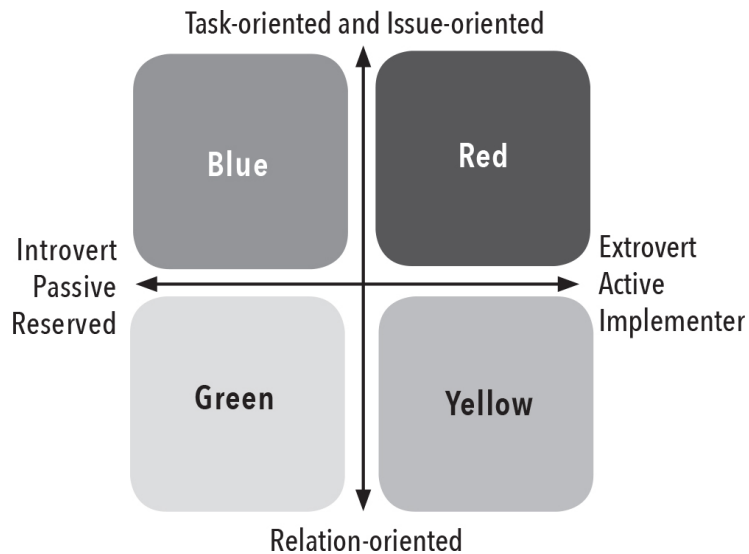 Task-oriented and Issue-oriented
Blue
Red
Introvert
Passive
Reserved
Extrovert
Active
Implementer
Green
Yellow
Relation-oriented